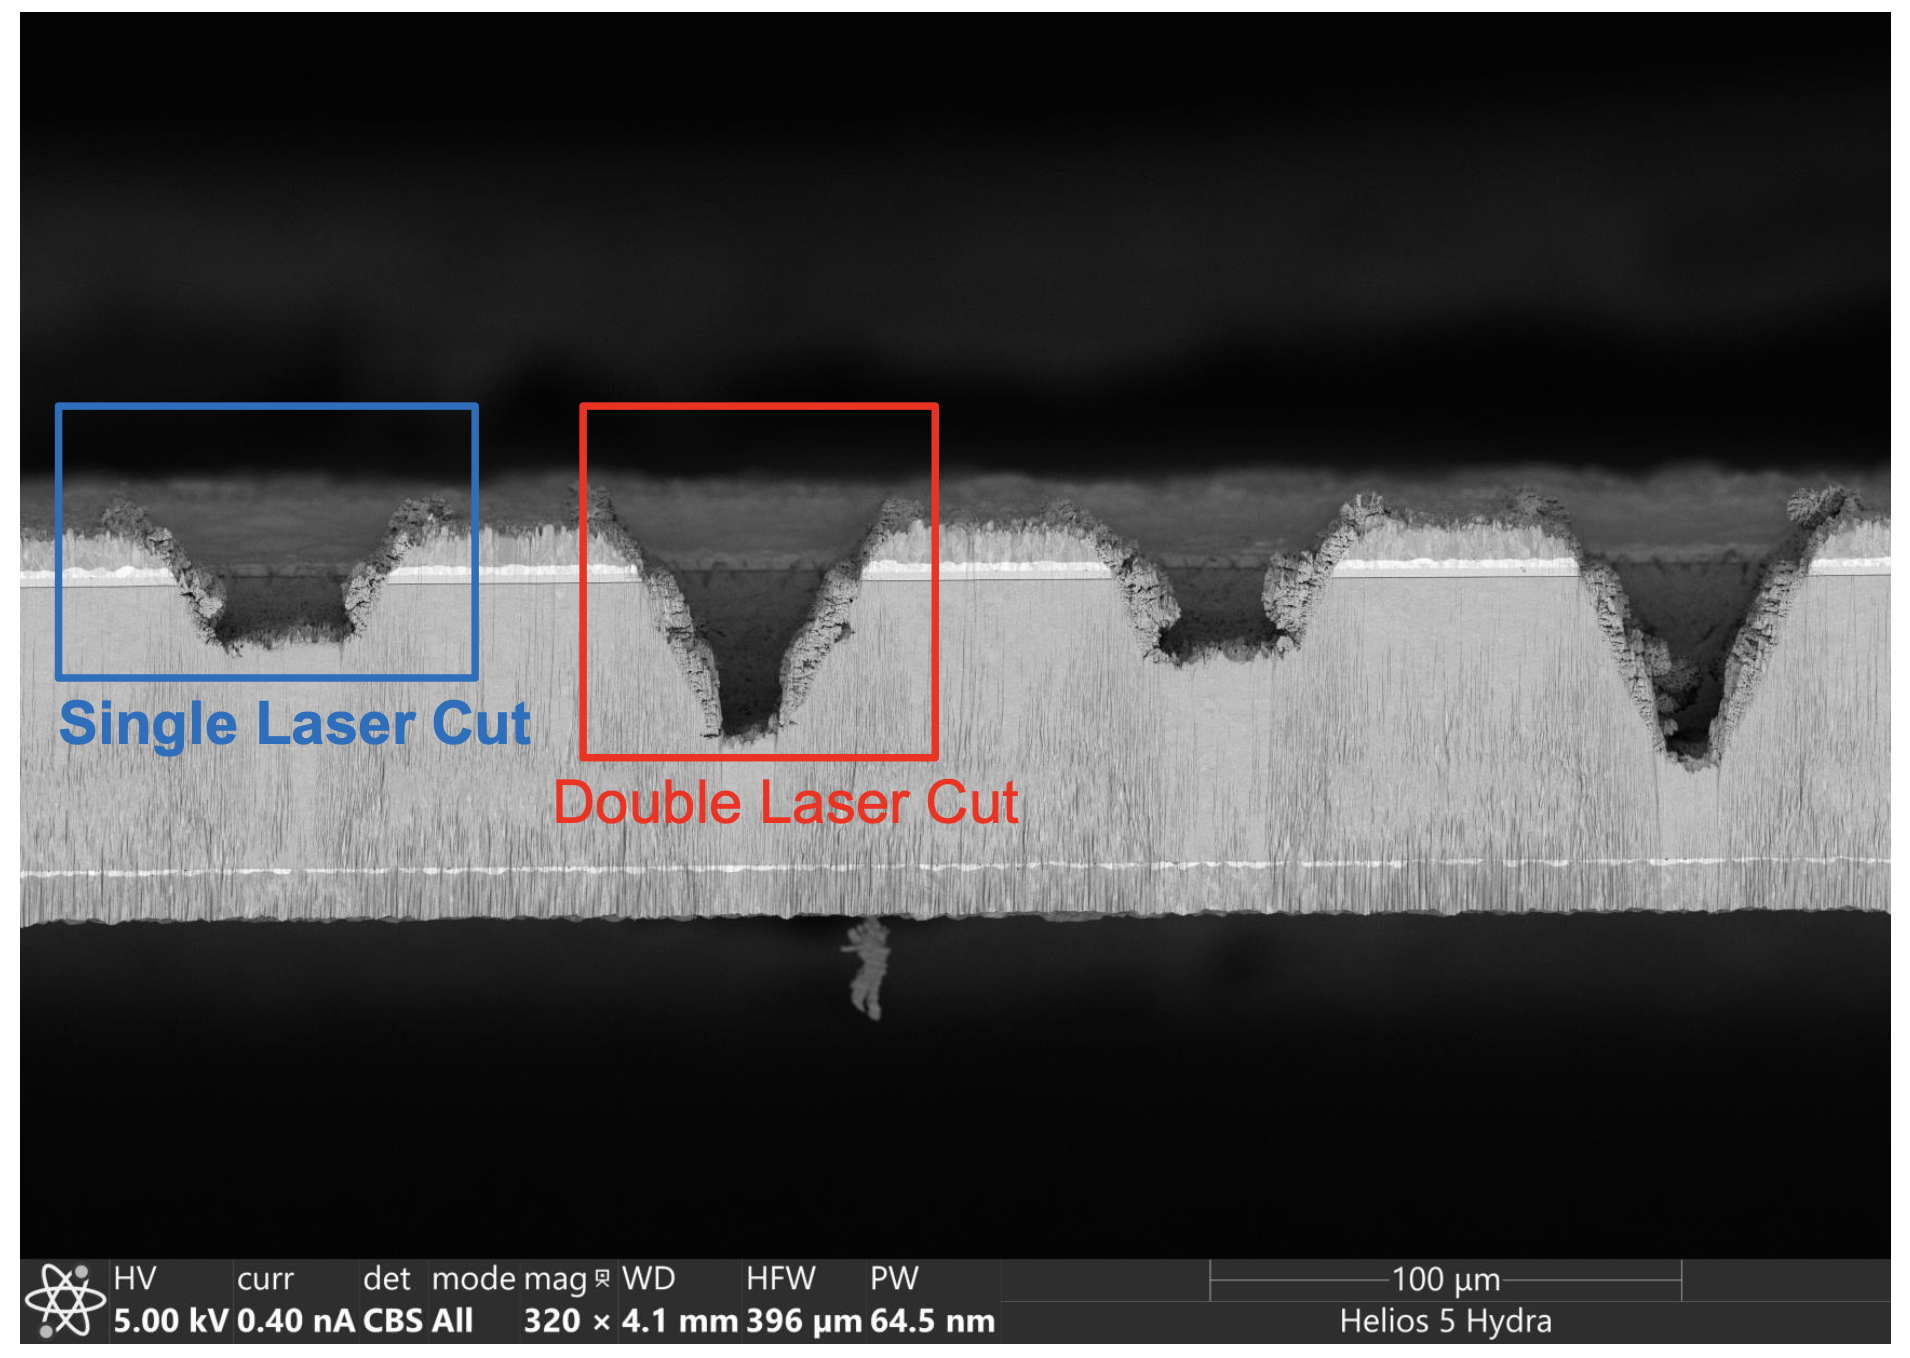 Single Laser Cut
Double Laser Cut
HV curr det mode mag WD HFW PW 100 µm
5.00 kV 0.40 nA CBS All 320 × 4.1 mm 396 µm 64.5 nm Helios 5 Hydra